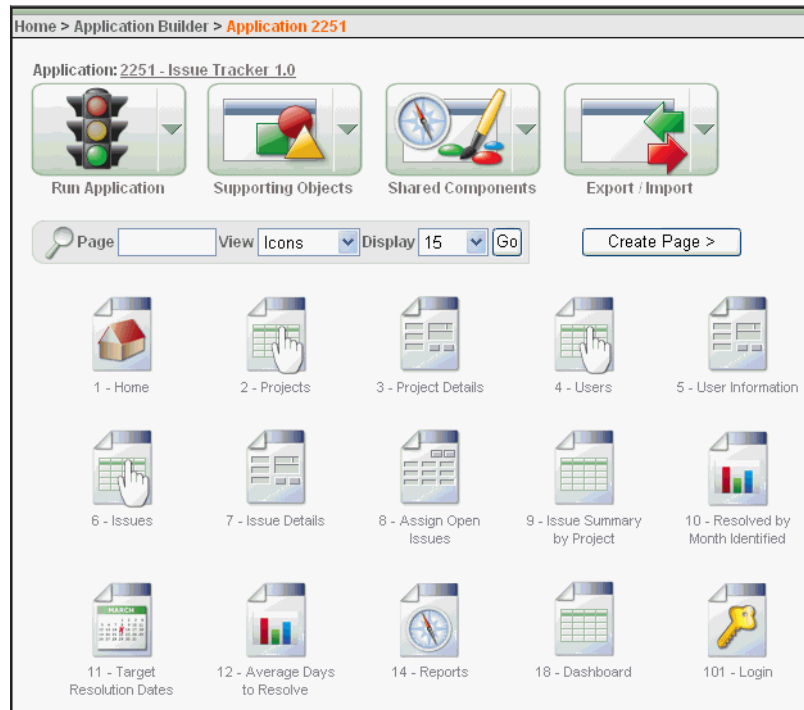 Home > Application Builder > Application 2251
Application: 2251 - Issue Tracker 1.0
Run Application
Supporting Objects
Shared Components
Export / Import
Page View Icons Display 15 Go Create Page >
1 - Home
2 - Projects
3 - Project Details
4 - Users
5 - User Information
6 - Issues
7 - Issue Details
8 - Assign Open
Issues
9 - Issue Summary
by Project
10 - Resolved by
Month Identified
MARCH
11 - Target
Resolution Dates
12 - Average Days
to Resolve
14 - Reports
18 - Dashboard
101 - Login